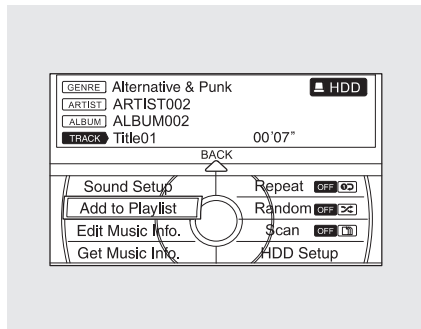 GENRE Alternative & Punk HDD
ARTIST ARTIST002
ALBUM ALBUM002
TRACK Title01 00'07"
BACK
Sound Setup Repeat OFF
Add to Playlist Random OFF
Edit Music Info. Scan OFF
Get Music Info. HDD Setup